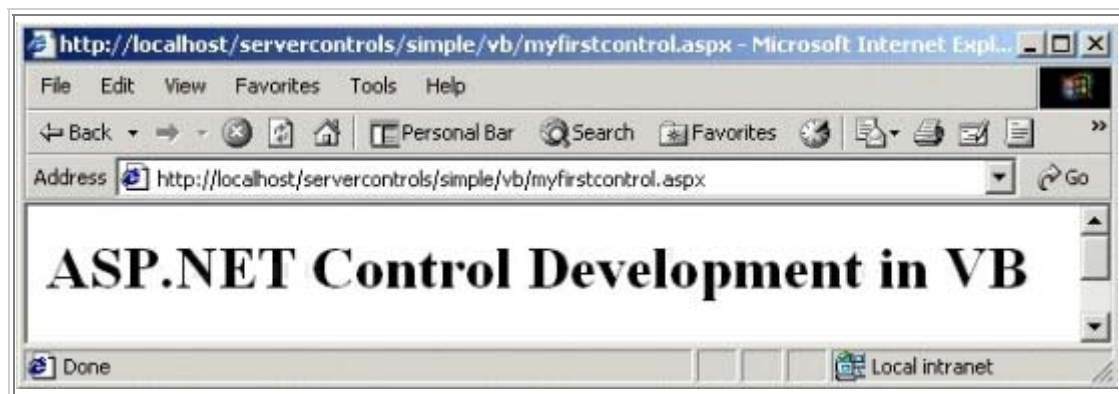 http://localhost/servercontrols/simple/vb/myfirstcontrol.aspx - Microsoft Internet Expl...
File Edit View Favorites Tools Help
Back Personal Bar Search Favorites »
Address http://localhost/servercontrols/simple/vb/myfirstcontrol.aspx Go
ASP.NET Control Development in VB
Done Local intranet